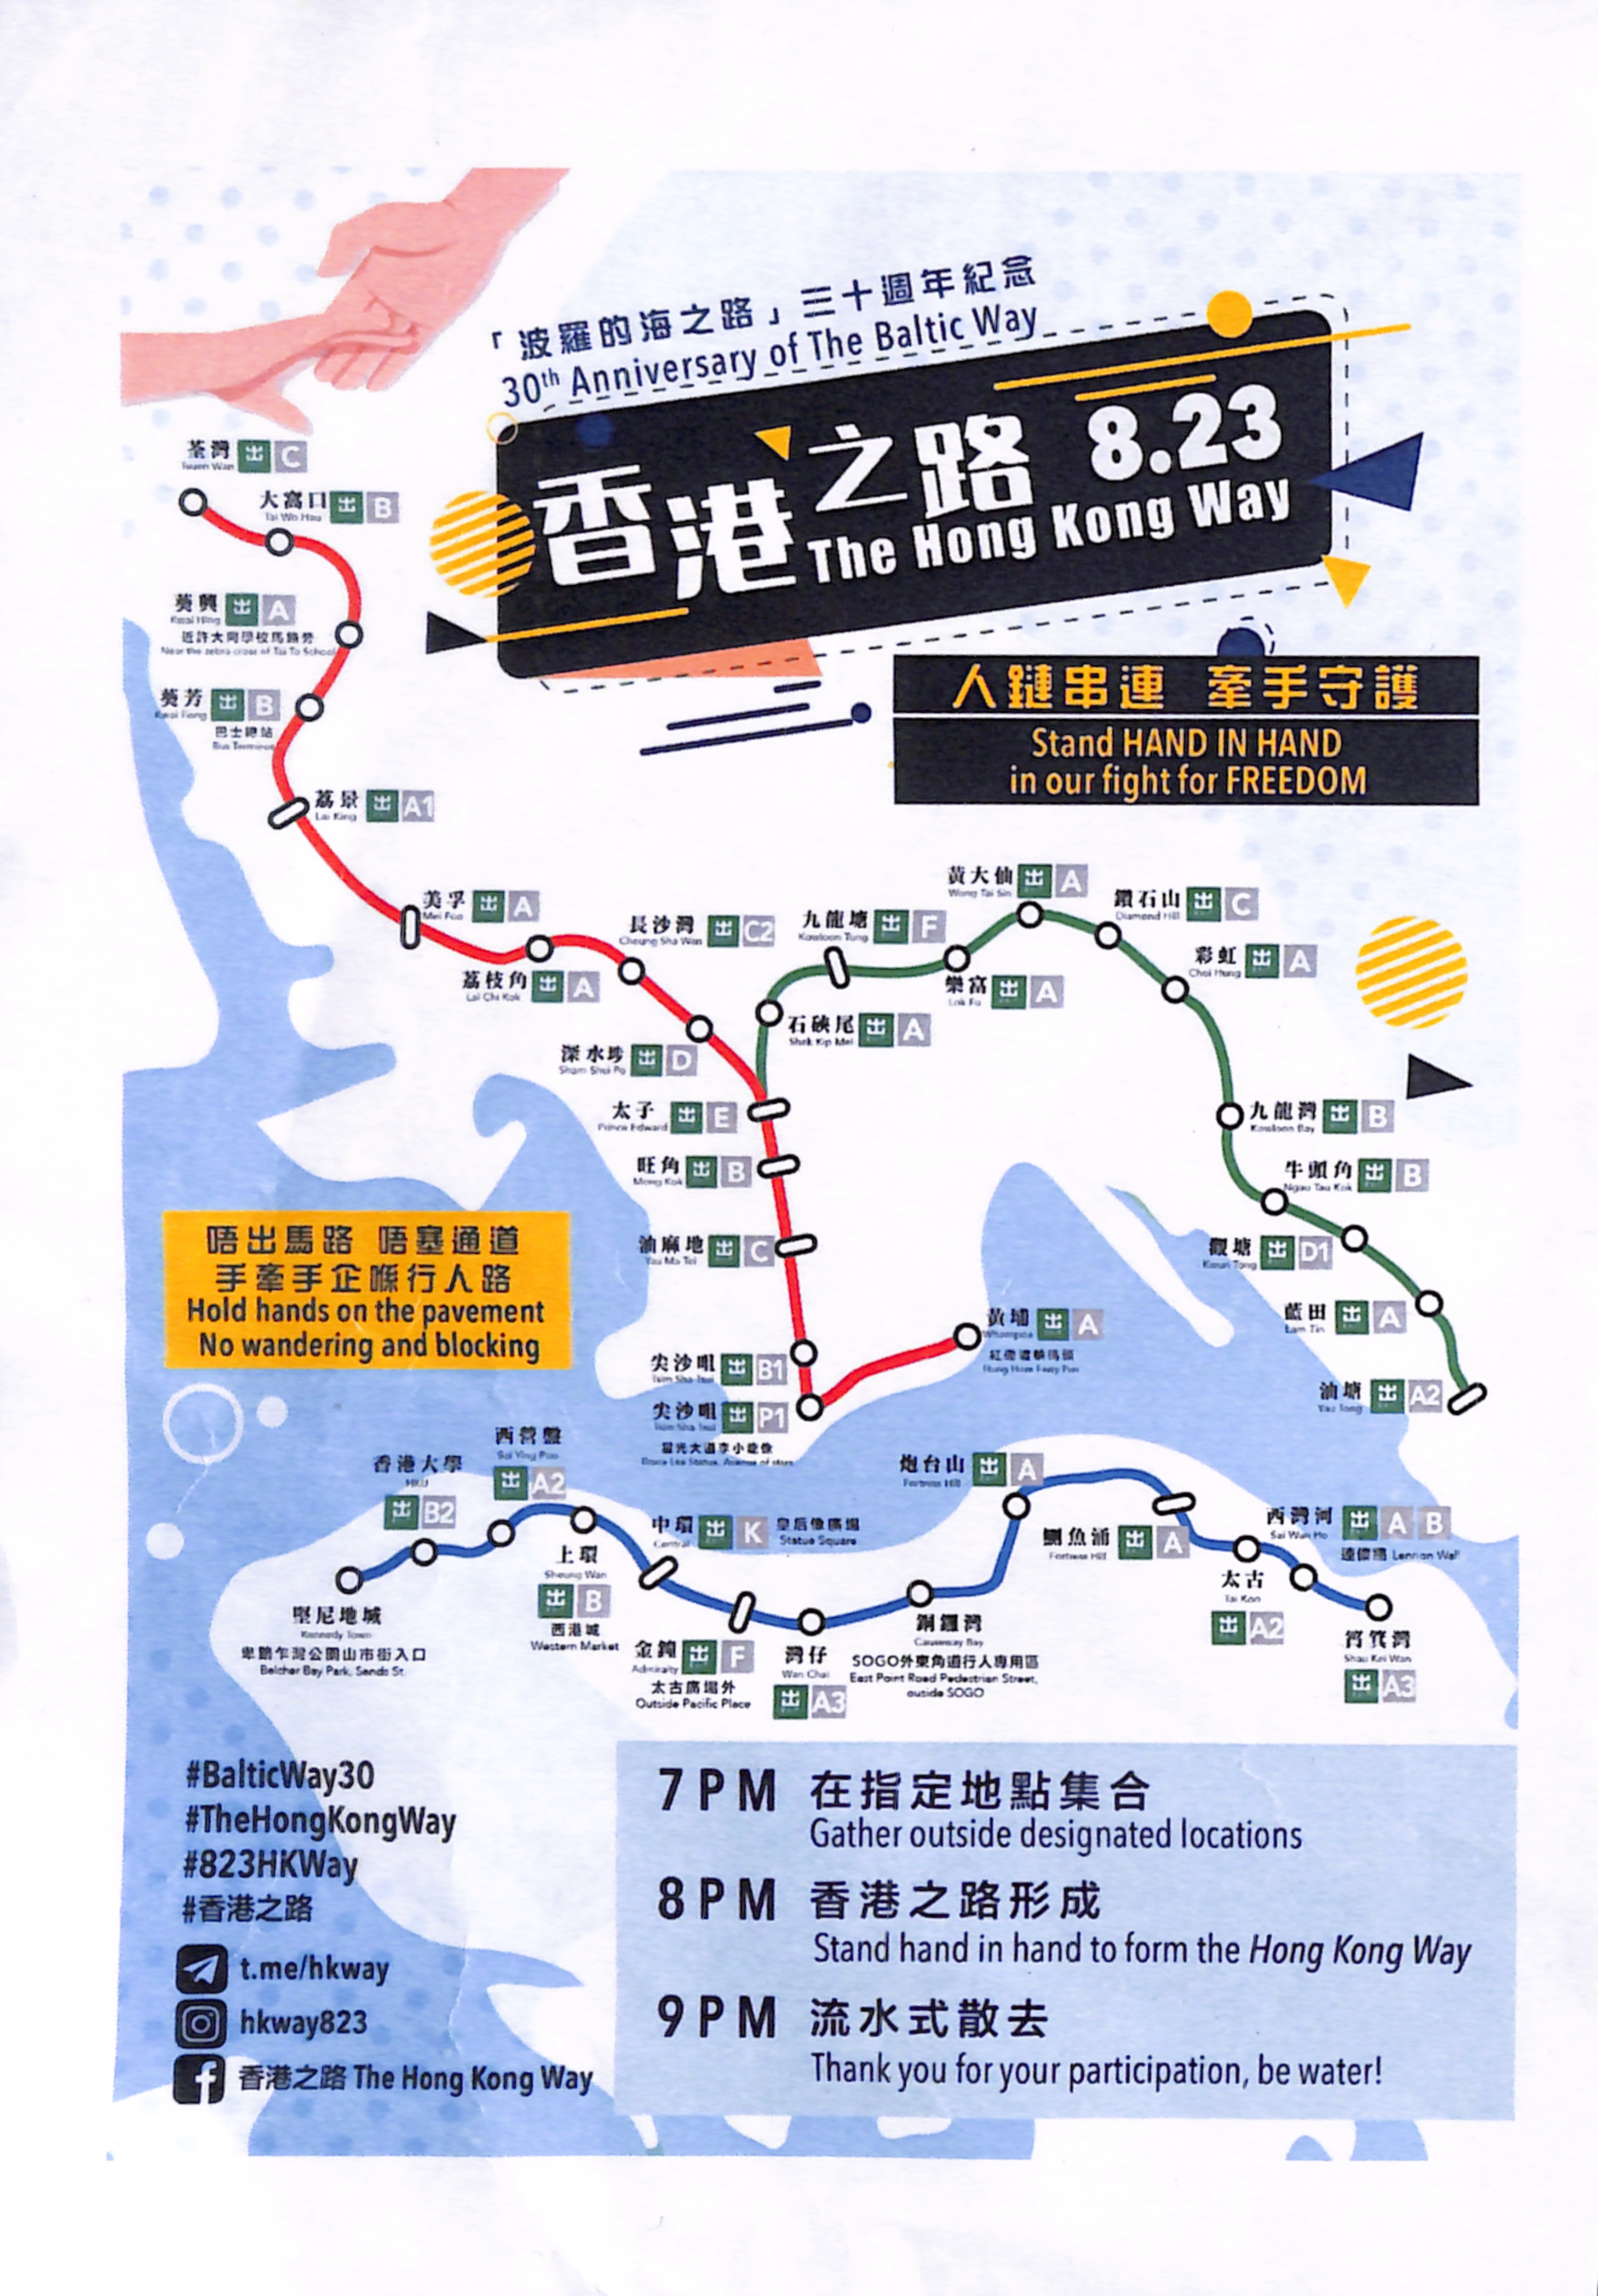 「波羅的海之路」三十週年紀念
30th Anniversary of The Baltic Way
香港之路 8.23
The Hong Kong Way
人鏈串連 牽手守護
Stand HAND IN HAND
in our fight for FREEDOM
荃灣 出 C
Tsuen Wan
大窩口 出 B
Tai Wo Hau
葵興 出 A
Kwai Hing
近許大同學校馬路旁
Near the zebra cross of Tai To School
葵芳 出 B
Kwai Fong
巴士總站
Bus Terminus
荔景 出 A1
Lai King
美孚 出 A
Mei Foo
荔枝角 出 A
Lai Chi Kok
長沙灣 出 C2
Cheung Sha Wan
深水埗 出 D
Sham Shui Po
太子 出 E
Prince Edward
旺角 出 B
Mong Kok
油麻地 出 C
Yau Ma Tei
尖沙咀 出 B1
Tsim Sha Tsui
尖沙咀 出 P1
Tsim Sha Tsui
星光大道李小龍像
Bruce Lee Statue, Avenue of stars
黃埔 出 A
Whampoa
紅磡渡輪碼頭
Hung Hom Ferry Pier
九龍塘 出 F
Kowloon Tong
石硤尾 出 A
Shek Kip Mei
樂富 出 A
Lok Fu
黃大仙 出 A
Wong Tai Sin
鑽石山 出 C
Diamond Hill
彩虹 出 A
Choi Hung
九龍灣 出 B
Kowloon Bay
牛頭角 出 B
Ngau Tau Kok
觀塘 出 D1
Kwun Tong
藍田 出 A
Lam Tin
油塘 出 A2
Yau Tong
唔出馬路 唔塞通道
手牽手企喺行人路
Hold hands on the pavement
No wandering and blocking
堅尼地城
Kennedy Town
卑路乍灣公園山市街入口
Belcher Bay Park, Sands St
香港大學
HKU
出 B2
西營盤
Sai Ying Pun
出 A2
上環
Sheung Wan
出 B
西港城
Western Market
中環 出 K 皇后像廣場
Central Statue Square
金鐘 出 F
Admiralty
太古廣場外
Outside Pacific Place
灣仔
Wan Chai
出 A3
銅鑼灣
Causeway Bay
SOGO外東角道行人專用區
East Point Road Pedestrian Street,
ouside SOGO
炮台山 出 A
Fortress Hill
鰂魚涌 出 A
Fortress Hill
太古
Tai Koo
出 A2
西灣河 出 A B
Sai Wan Ho
連儂牆 Lennon Wall
筲箕灣
Shau Kei Wan
出 A3
#BalticWay30
#TheHongKongWay
#823HKWay
#香港之路
t.me/hkway
hkway823
香港之路 The Hong Kong Way
7PM 在指定地點集合
Gather outside designated locations
8PM 香港之路形成
Stand hand in hand to form the Hong Kong Way
9PM 流水式散去
Thank you for your participation, be water!